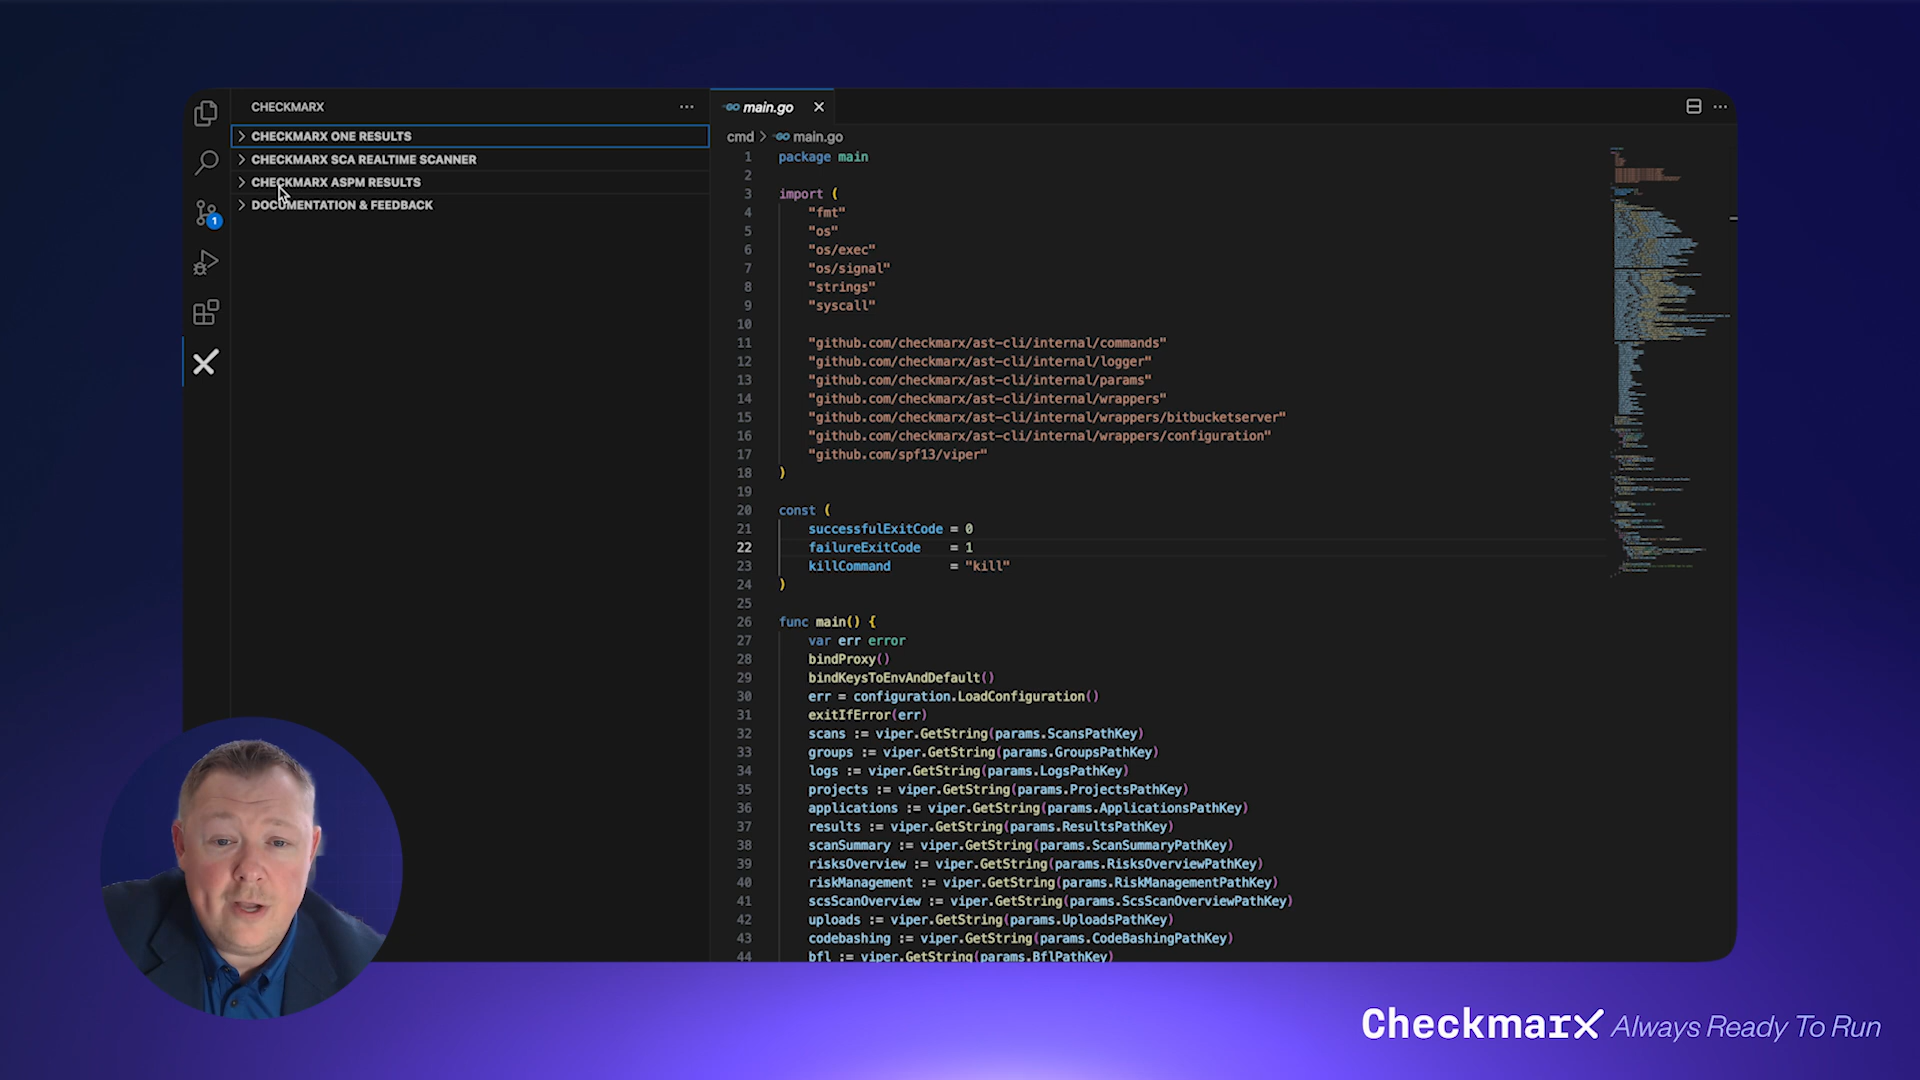 CHECKMARX
CHECKMARX ONE RESULTS
CHECKMARX SCA REALTIME SCANNER
CHECKMARX ASPM RESULTS
DOCUMENTATION & FEEDBACK
1
GO main.go
cmd > GO main.go
1 package main
2
3 import (
4 "fmt"
5 "os"
6 "os/exec"
7 "os/signal"
8 "strings"
9 "syscall"
10
11 "github.com/checkmarx/ast-cli/internal/commands"
12 "github.com/checkmarx/ast-cli/internal/logger"
13 "github.com/checkmarx/ast-cli/internal/params"
14 "github.com/checkmarx/ast-cli/internal/wrappers"
15 "github.com/checkmarx/ast-cli/internal/wrappers/bitbucketserver"
16 "github.com/checkmarx/ast-cli/internal/wrappers/configuration"
17 "github.com/spf13/viper"
18 )
19
20 const (
21 successfulExitCode = 0
22 failureExitCode = 1
23 killCommand = "kill"
24 )
25
26 func main() {
27 var err error
28 bindProxy()
29 bindKeysToEnvAndDefault()
30 err = configuration.LoadConfiguration()
31 exitIfError(err)
32 scans := viper.GetString(params.ScansPathKey)
33 groups := viper.GetString(params.GroupsPathKey)
34 logs := viper.GetString(params.LogsPathKey)
35 projects := viper.GetString(params.ProjectsPathKey)
36 applications := viper.GetString(params.ApplicationsPathKey)
37 results := viper.GetString(params.ResultsPathKey)
38 scanSummary := viper.GetString(params.ScanSummaryPathKey)
39 risksOverview := viper.GetString(params.RisksOverviewPathKey)
40 riskManagement := viper.GetString(params.RiskManagementPathKey)
41 scsScanOverview := viper.GetString(params.ScsScanOverviewPathKey)
42 uploads := viper.GetString(params.UploadsPathKey)
43 codebashing := viper.GetString(params.CodeBashingPathKey)
44 bfl := viper.GetString(params.BflPathKey)
Checkmarx Always Ready To Run